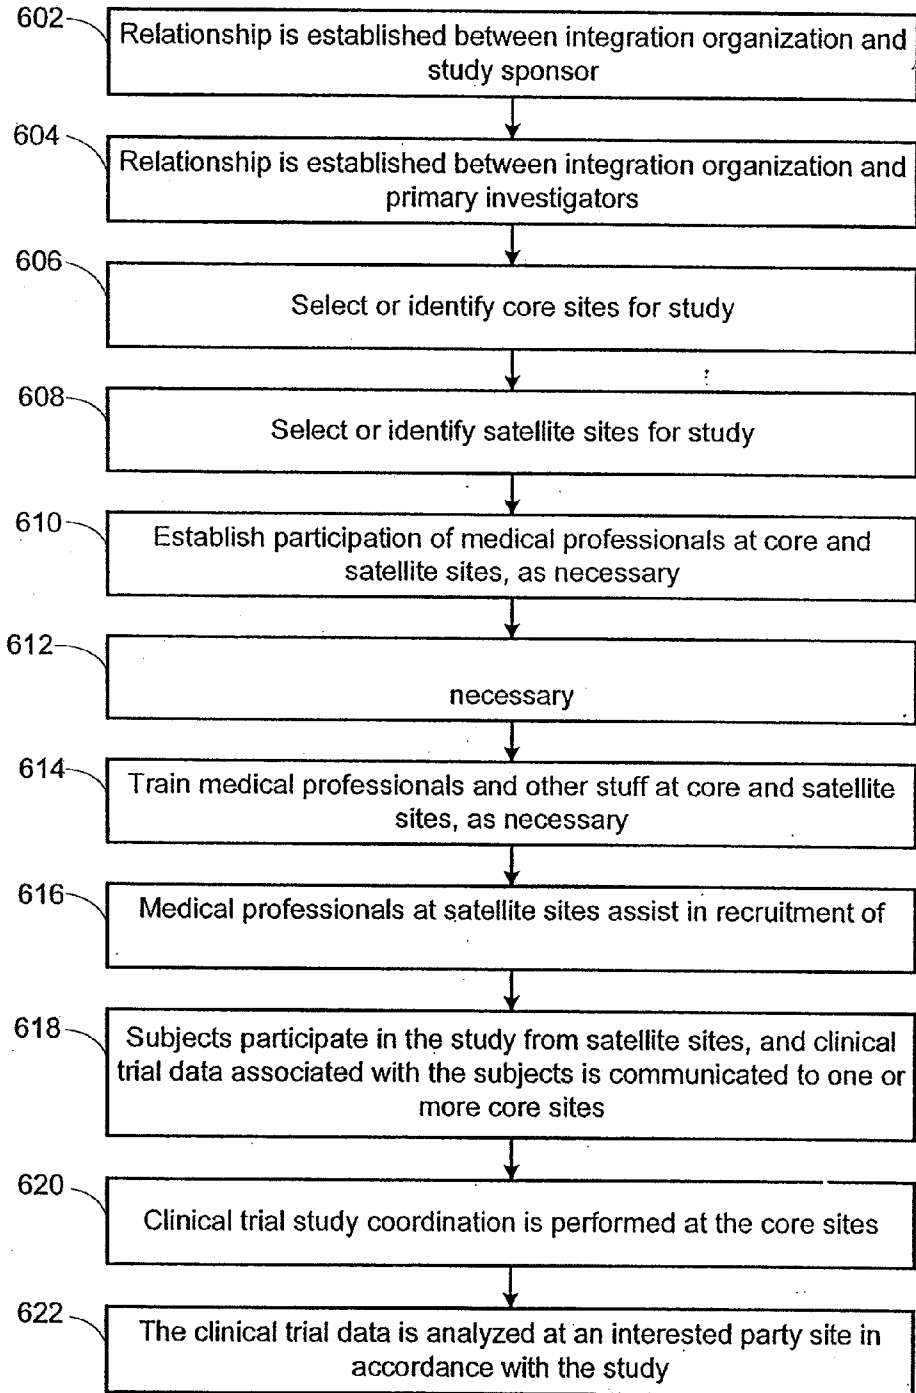 602
Relationship is established between integration organization and
study sponsor
604
Relationship is established between integration organization and
primary investigators
606
Select or identify core sites for study
608
Select or identify satellite sites for study
610
Establish participation of medical professionals at core and
satellite sites, as necessary
612
necessary
614
Train medical professionals and other stuff at core and satellite
sites, as necessary
616
Medical professionals at satellite sites assist in recruitment of
618
Subjects participate in the study from satellite sites, and clinical
trial data associated with the subjects is communicated to one or
more core sites
620
Clinical trial study coordination is performed at the core sites
622
The clinical trial data is analyzed at an interested party site in
accordance with the study